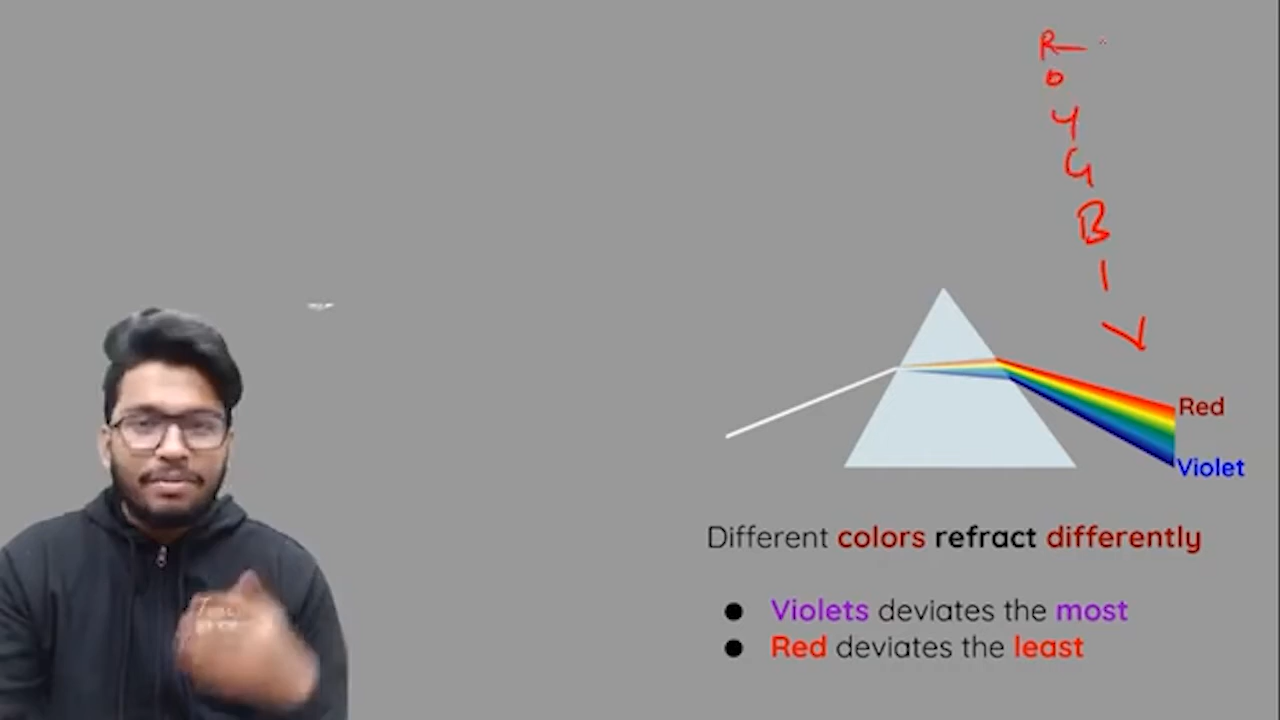 R
O
Y
G
B
I
V
Red
Violet
Different colors refract differently
Violets deviates the most
Red deviates the least